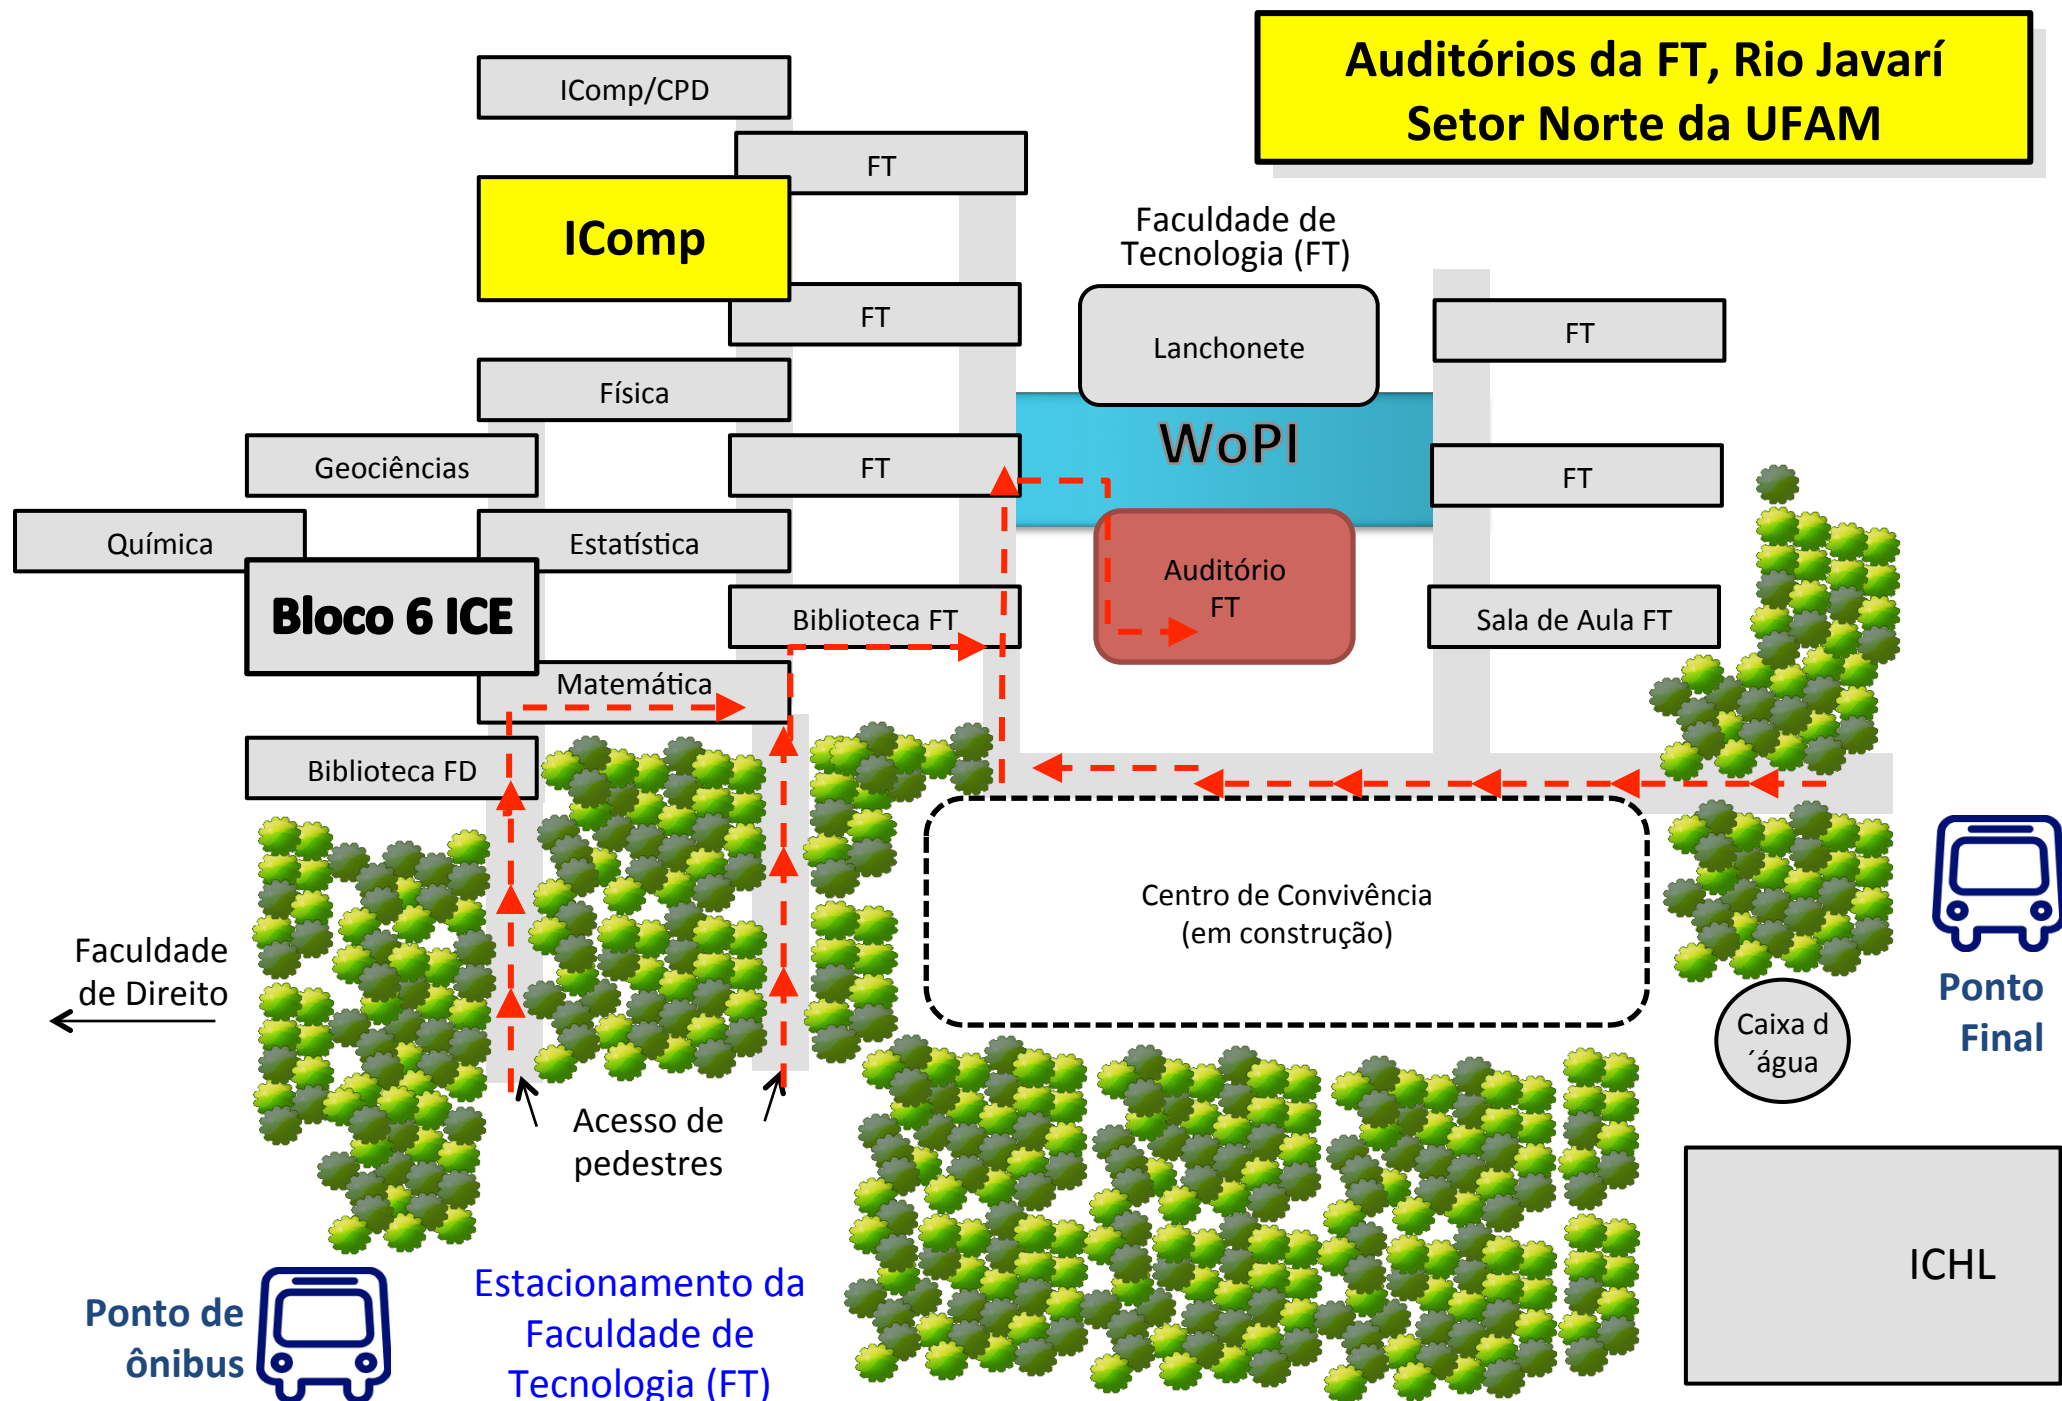 Auditórios da FT, Rio Javarí
Setor Norte da UFAM
IComp/CPD
FT
IComp
Faculdade de
Tecnologia (FT)
FT
Lanchonete
FT
Física
WoPI
Geociências
FT
FT
Química
Estatística
Auditório
FT
Bloco 6 ICE
Biblioteca FT
Sala de Aula FT
Matemática
Biblioteca FD
Centro de Convivência
(em construção)
Faculdade
de Direito
Ponto
Final
Caixa d
´água
Acesso de
pedestres
ICHL
Ponto de
ônibus
Estacionamento da
Faculdade de
Tecnologia (FT)